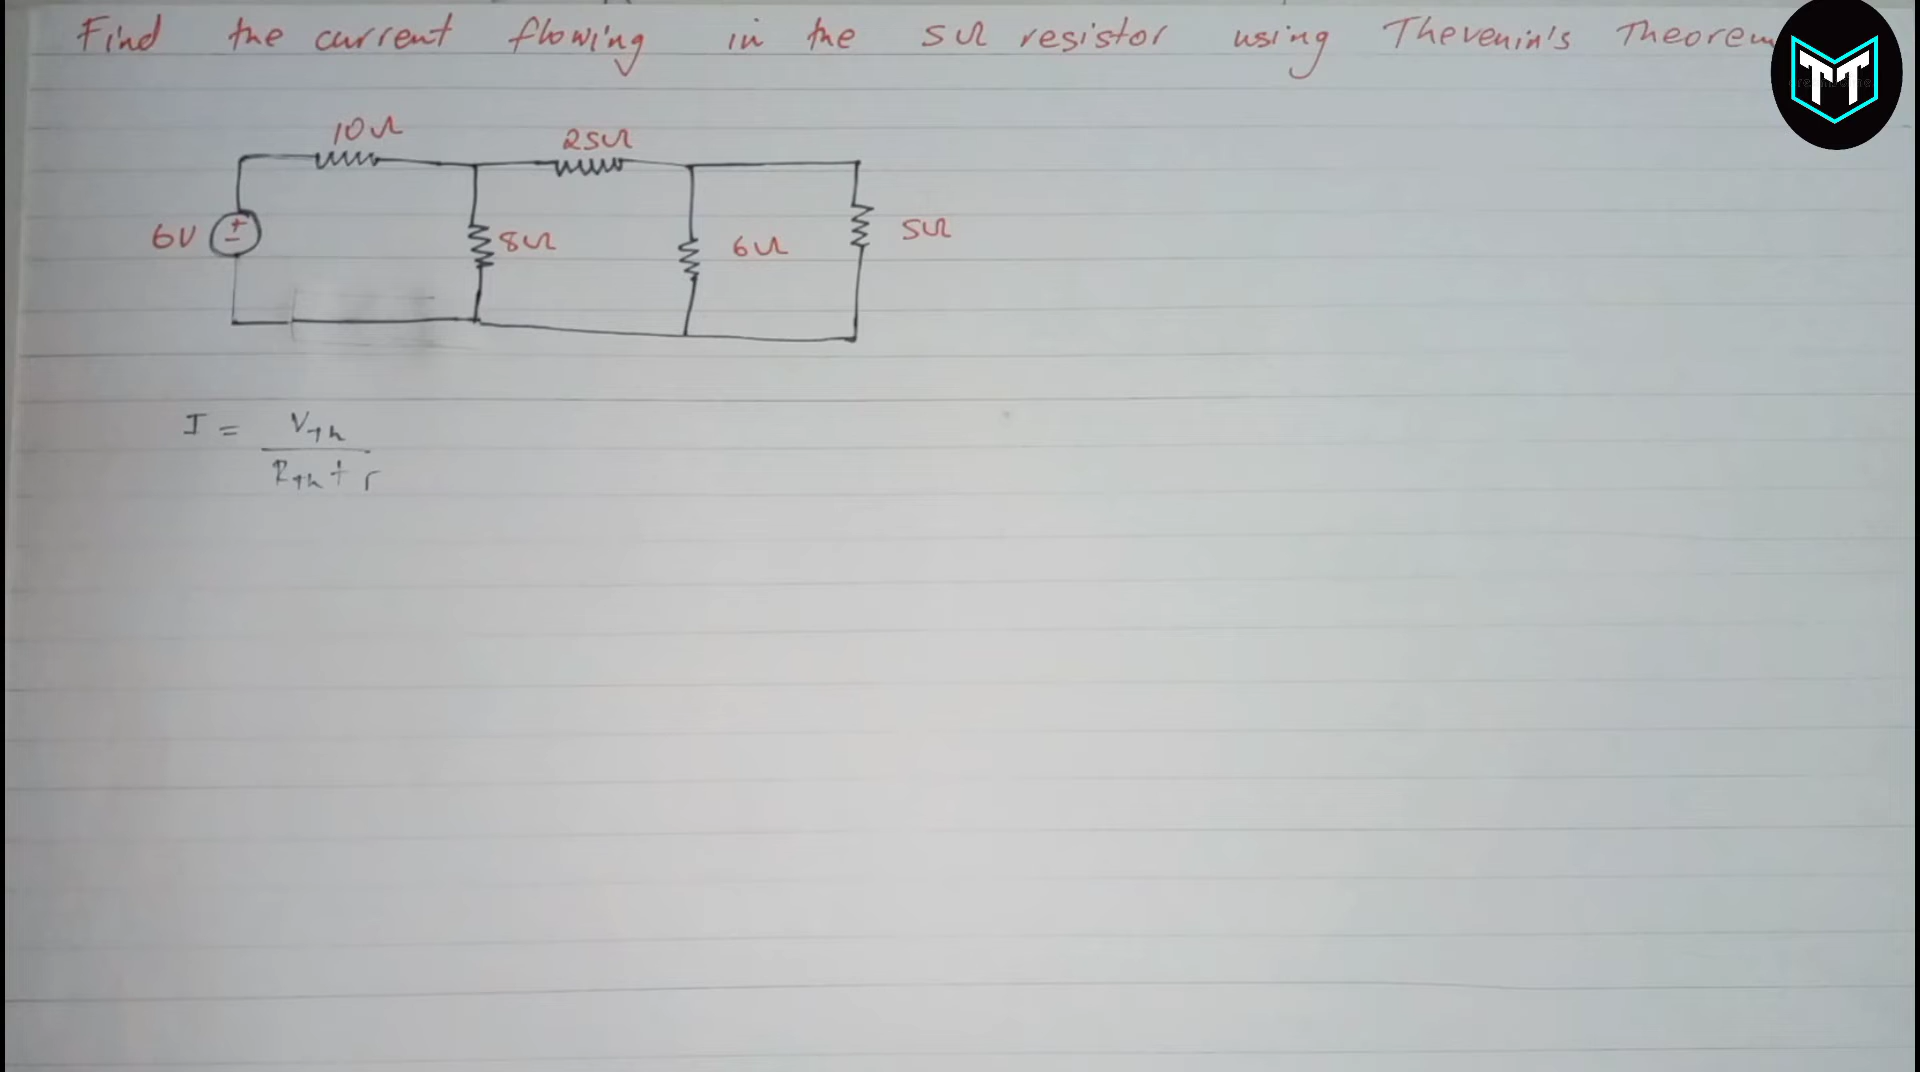 Find the current flowing in the 5Ω resistor using Thevenin's Theorem
10Ω
25Ω
6V
+
-
8Ω
6Ω
5Ω
I = VTh
RTh + r
TT